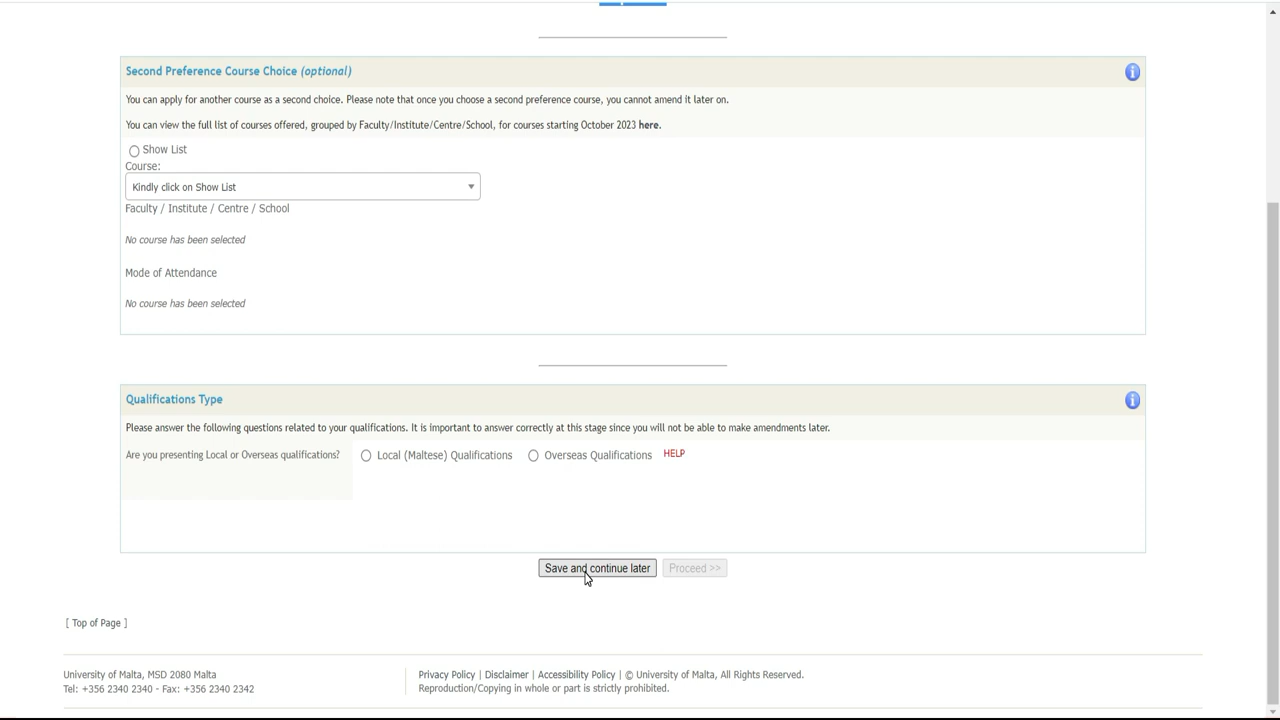 Second Preference Course Choice (optional)
You can apply for another course as a second choice. Please note that once you choose a second preference course, you cannot amend it later on.
You can view the full list of courses offered, grouped by Faculty/Institute/Centre/School, for courses starting October 2023 here.
Show List
Course:
Kindly click on Show List
Faculty / Institute / Centre / School
No course has been selected
Mode of Attendance
No course has been selected
Qualifications Type
Please answer the following questions related to your qualifications. It is important to answer correctly at this stage since you will not be able to make amendments later.
Are you presenting Local or Overseas qualifications? Local (Maltese) Qualifications Overseas Qualifications HELP
Save and continue later Proceed >>
[ Top of Page ]
University of Malta, MSD 2080 Malta
Tel: +356 2340 2340 - Fax: +356 2340 2342
Privacy Policy | Disclaimer | Accessibility Policy | © University of Malta, All Rights Reserved.
Reproduction/Copying in whole or part is strictly prohibited.